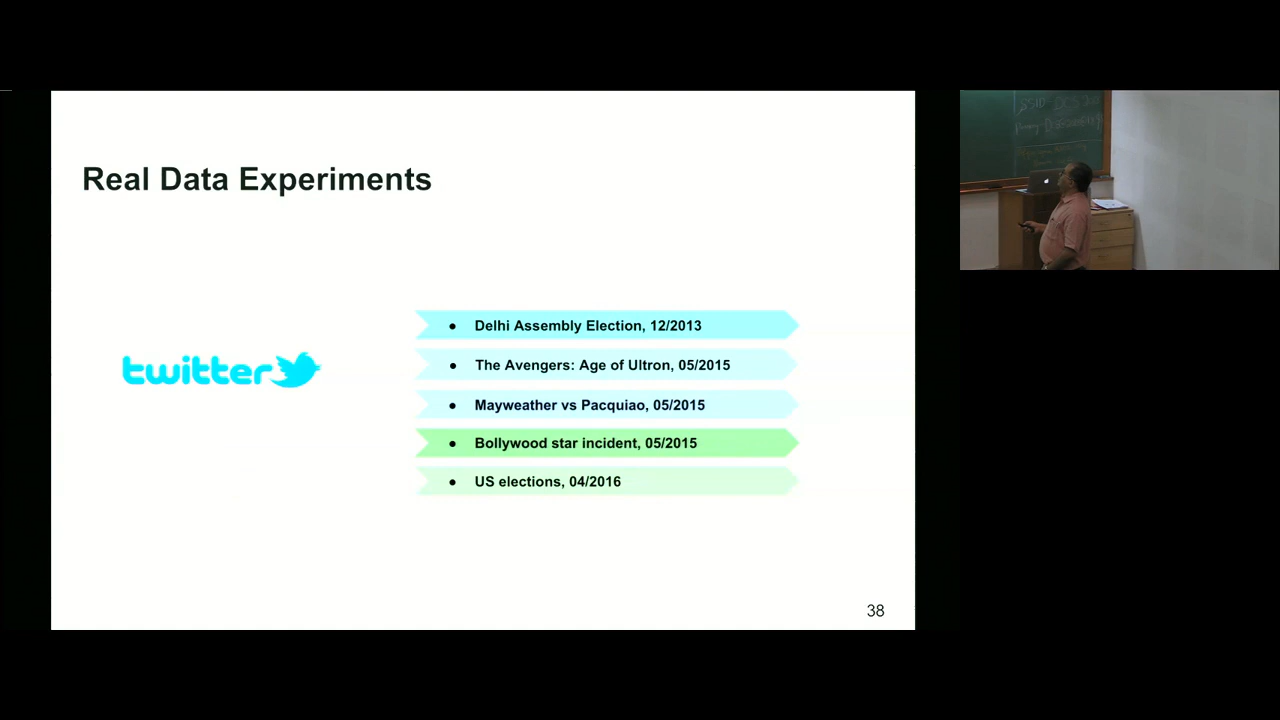 Real Data Experiments
twitter
● Delhi Assembly Election, 12/2013
● The Avengers: Age of Ultron, 05/2015
● Mayweather vs Pacquiao, 05/2015
● Bollywood star incident, 05/2015
● US elections, 04/2016
38
SSID